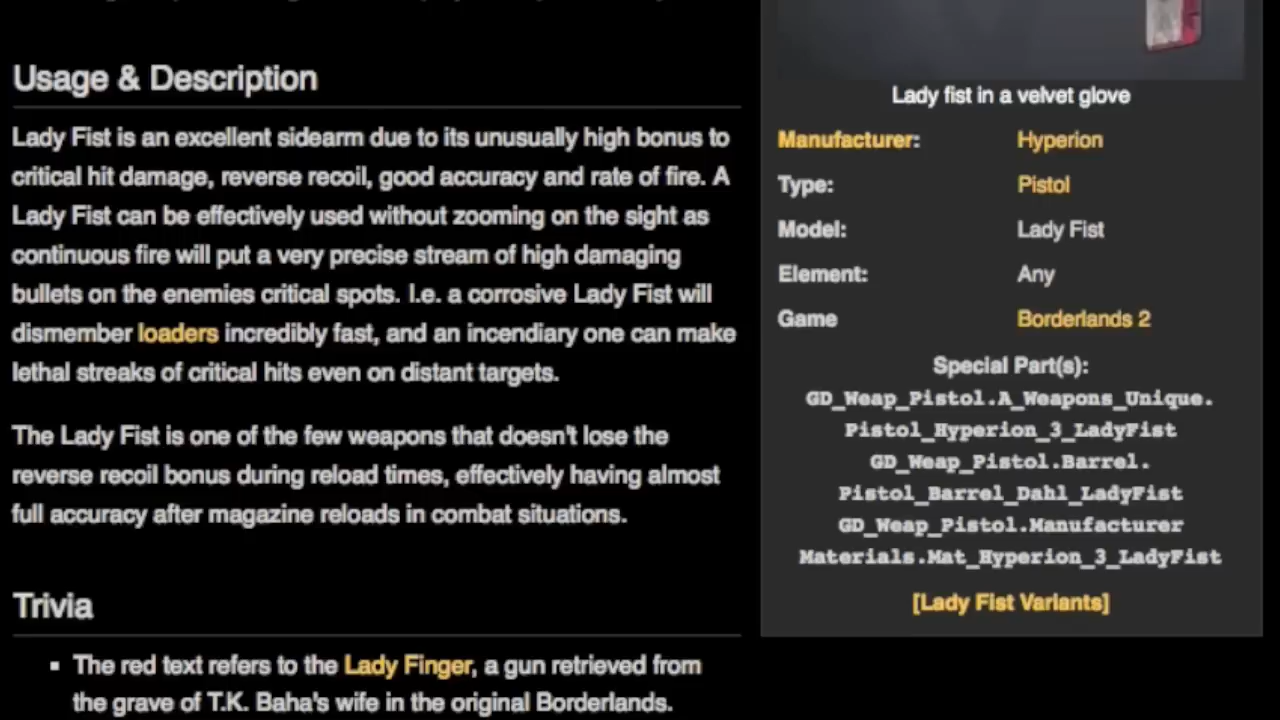 Usage & Description
Lady Fist is an excellent sidearm due to its unusually high bonus to
critical hit damage, reverse recoil, good accuracy and rate of fire. A
Lady Fist can be effectively used without zooming on the sight as
continuous fire will put a very precise stream of high damaging
bullets on the enemies critical spots. I.e. a corrosive Lady Fist will
dismember loaders incredibly fast, and an incendiary one can make
lethal streaks of critical hits even on distant targets.
The Lady Fist is one of the few weapons that doesn't lose the
reverse recoil bonus during reload times, effectively having almost
full accuracy after magazine reloads in combat situations.
Trivia
▪ The red text refers to the Lady Finger, a gun retrieved from
the grave of T.K. Baha's wife in the original Borderlands.
Lady fist in a velvet glove
Manufacturer: Hyperion
Type: Pistol
Model: Lady Fist
Element: Any
Game Borderlands 2
Special Part(s):
GD_Weap_Pistol.A_Weapons_Unique.
Pistol_Hyperion_3_LadyFist
GD_Weap_Pistol.Barrel.
Pistol_Barrel_Dahl_LadyFist
GD_Weap_Pistol.Manufacturer
Materials.Mat_Hyperion_3_LadyFist
[Lady Fist Variants]